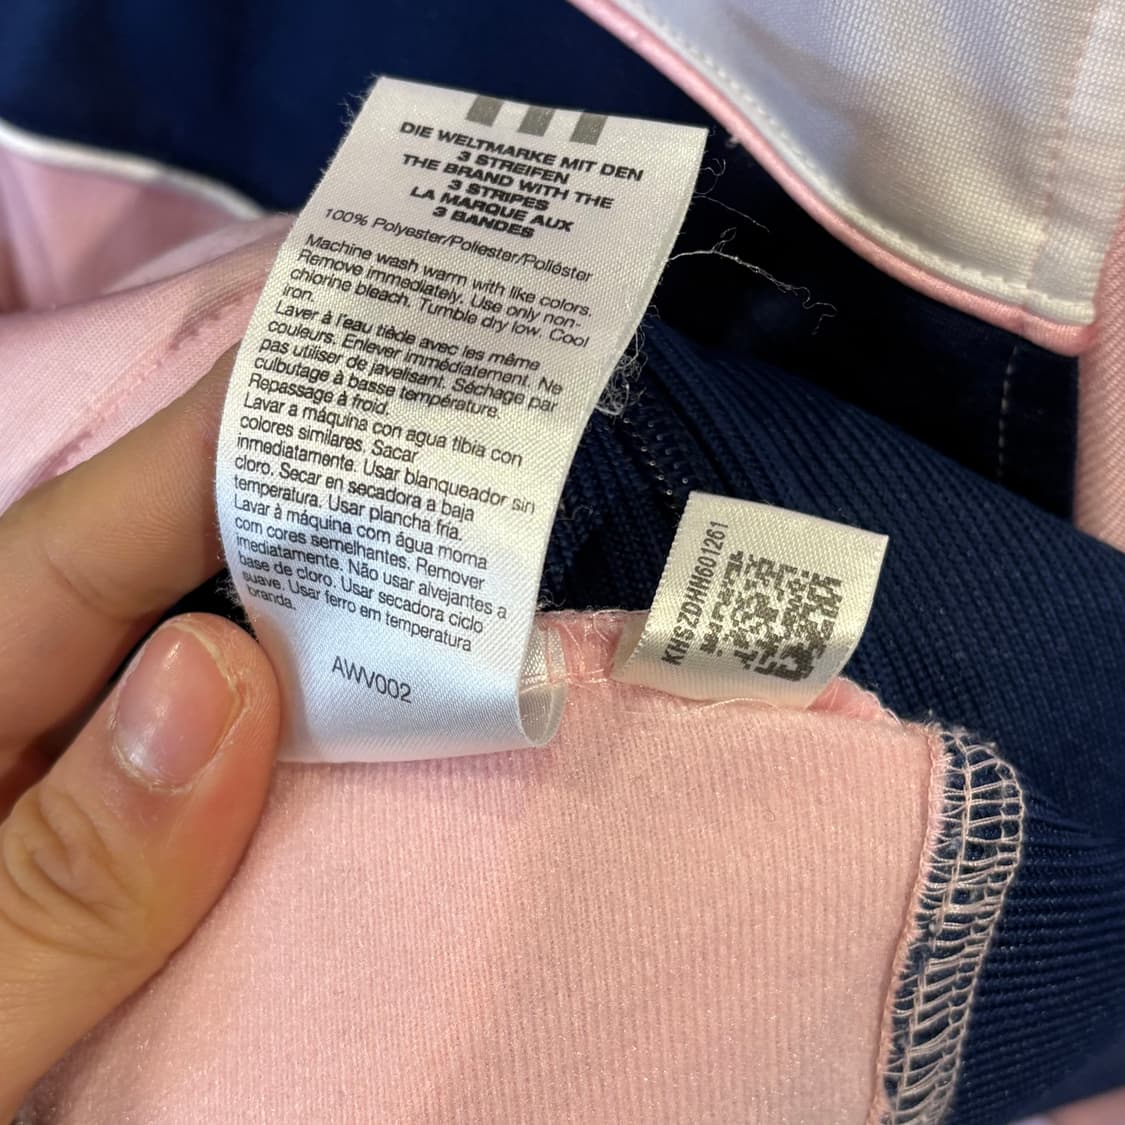 DIE WELTMARKE MIT DEN
3 STREIFEN
THE BRAND WITH THE
3 STRIPES
LA MARQUE AUX
3 BANDES
100% Polyester/Poliester/Poliéster
Machine wash warm with like colors.
Remove immediately. Use only non-
chlorine bleach. Tumble dry low. Cool
iron.
Laver à l'eau tiède avec les même
couleurs. Enlever immédiatement. Ne
pas utiliser de javelisant. Séchage par
culbutage à basse température.
Repassage à froid.
Lavar a máquina con agua tibia con
colores similares. Sacar
inmediatamente. Usar blanqueador sin
cloro. Secar en secadora a baja
temperatura. Usar plancha fría.
Lavar à máquina com água morna
com cores semelhantes. Remover
imediatamente. Não usar alvejantes a
base de cloro. Usar secadora ciclo
suave. Usar ferro em temperatura
branda.
AWV002
KHSZDHN601261